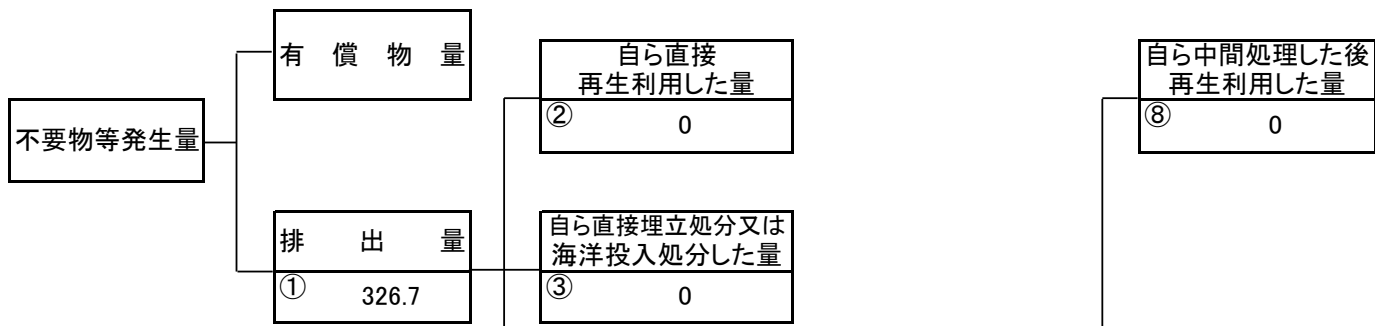 有償物量
自ら直接
再生利用した量
② 0
自ら中間処理した後
再生利用した量
⑧ 0
不要物等発生量
排出量
① 326.7
自ら直接埋立処分又は
海洋投入処分した量
③ 0